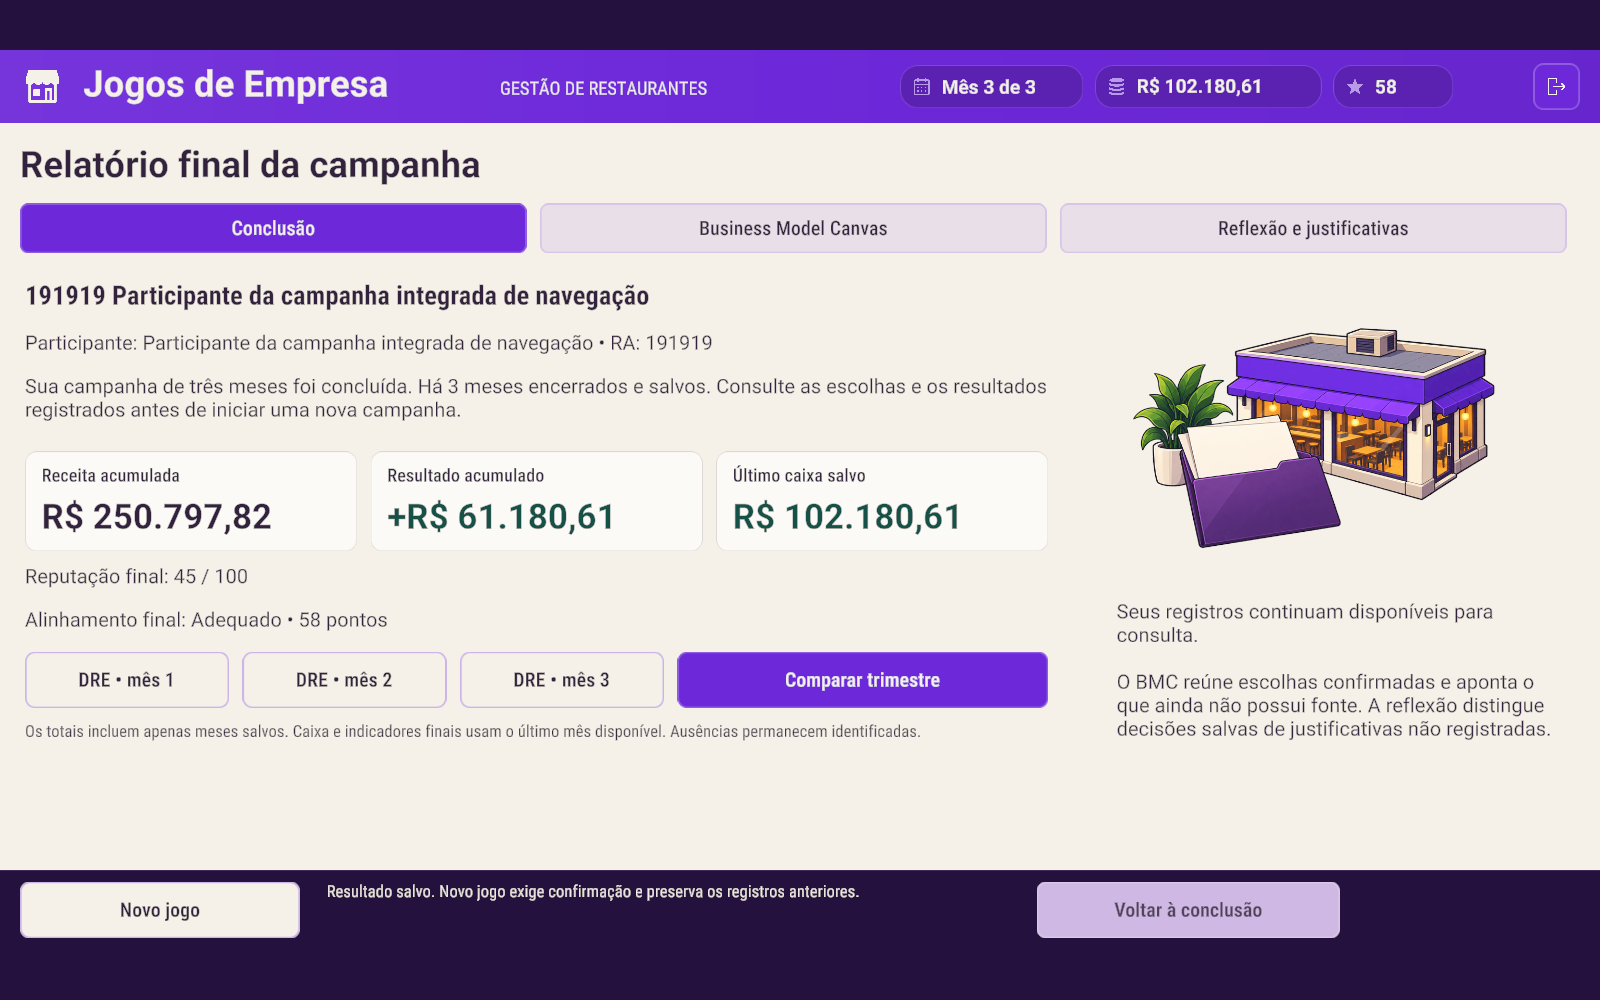 Jogos de Empresa
GESTÃO DE RESTAURANTES
Mês 3 de 3
R$ 102.180,61
58
Relatório final da campanha
Conclusão
Business Model Canvas
Reflexão e justificativas
191919 Participante da campanha integrada de navegação
Participante: Participante da campanha integrada de navegação • RA: 191919
Sua campanha de três meses foi concluída. Há 3 meses encerrados e salvos. Consulte as escolhas e os resultados
registrados antes de iniciar uma nova campanha.
Receita acumulada
R$ 250.797,82
Resultado acumulado
+R$ 61.180,61
Último caixa salvo
R$ 102.180,61
Reputação final: 45 / 100
Alinhamento final: Adequado • 58 pontos
DRE • mês 1
DRE • mês 2
DRE • mês 3
Comparar trimestre
Os totais incluem apenas meses salvos. Caixa e indicadores finais usam o último mês disponível. Ausências permanecem identificadas.
Seus registros continuam disponíveis para
consulta.
O BMC reúne escolhas confirmadas e aponta o
que ainda não possui fonte. A reflexão distingue
decisões salvas de justificativas não registradas.
Novo jogo
Resultado salvo. Novo jogo exige confirmação e preserva os registros anteriores.
Voltar à conclusão